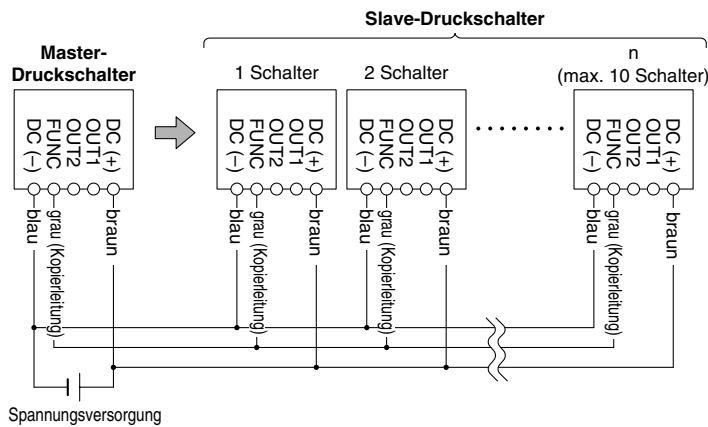 Slave-Druckschalter
Master-
Druckschalter
1 Schalter
2 Schalter
n
(max. 10 Schalter)
DC (–)
FUNC
OUT2
OUT1
DC (+)
DC (–)
FUNC
OUT2
OUT1
DC (+)
DC (–)
FUNC
OUT2
OUT1
DC (+)
DC (–)
FUNC
OUT2
OUT1
DC (+)
blau
grau (Kopierleitung)
braun
blau
grau (Kopierleitung)
braun
blau
grau (Kopierleitung)
braun
blau
grau (Kopierleitung)
braun
Spannungsversorgung